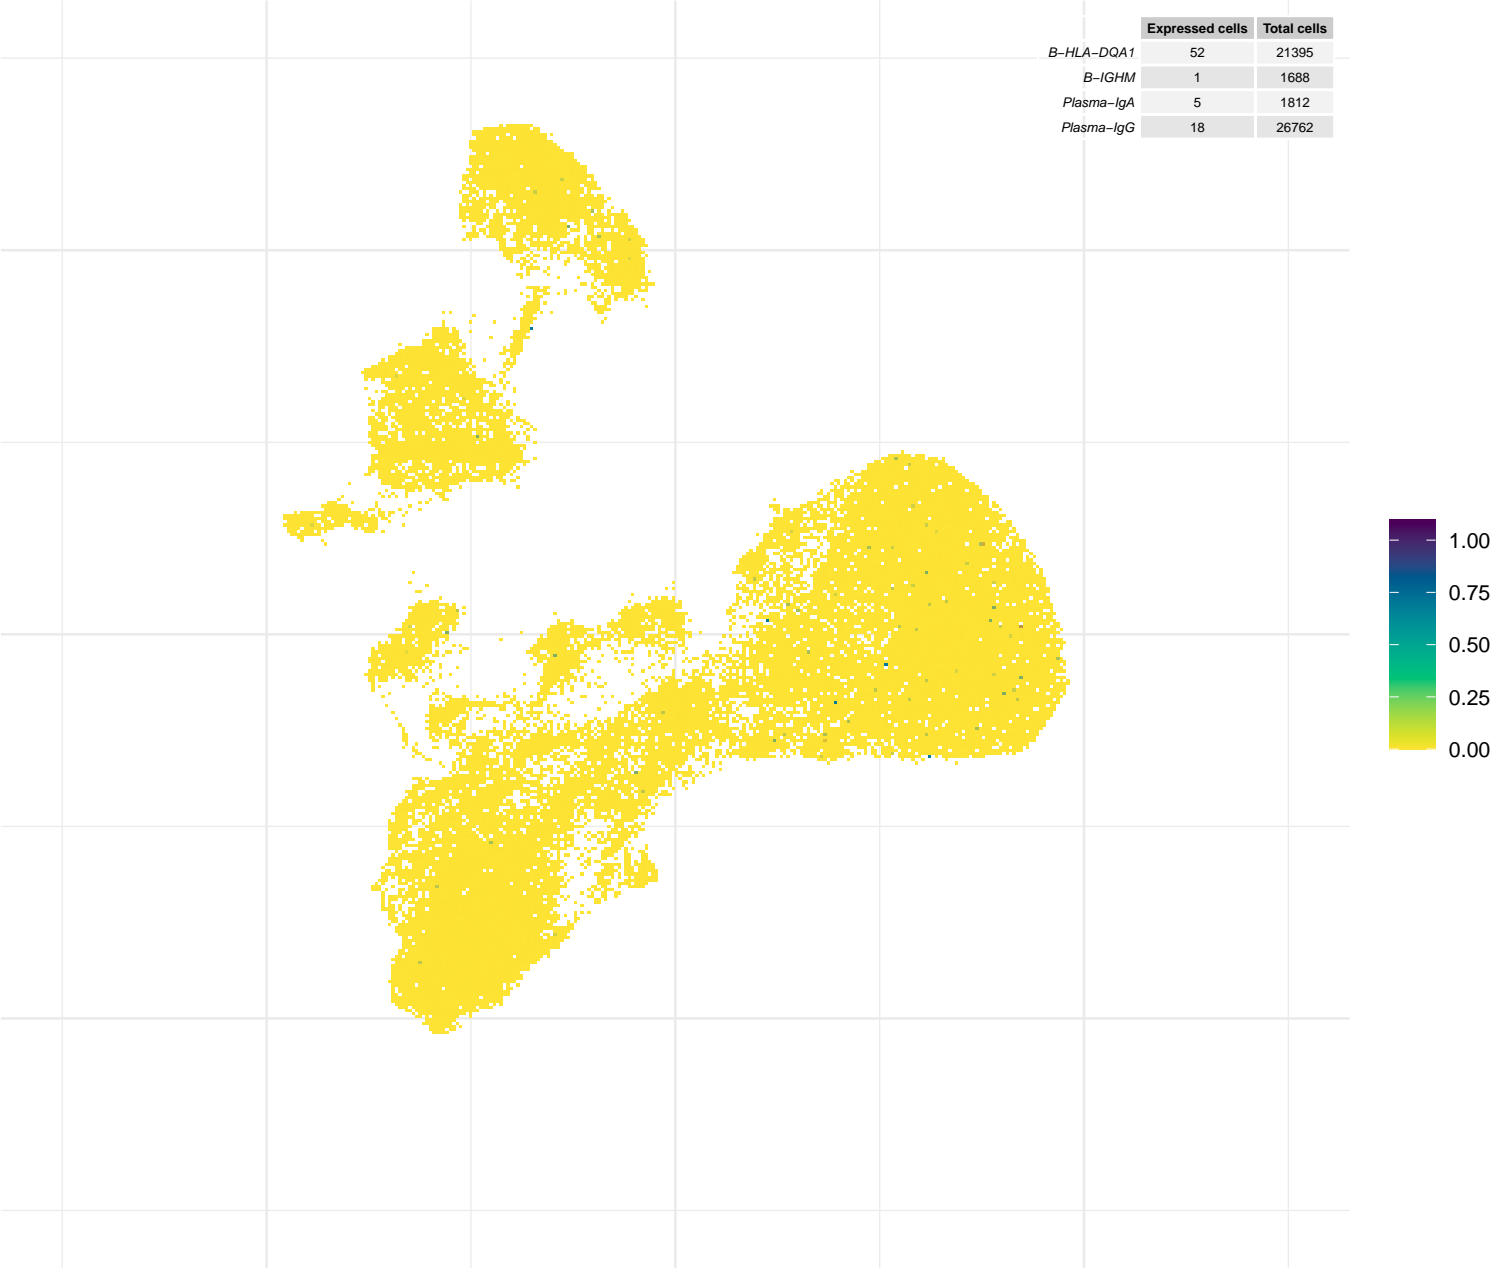 Expressed cells Total cells
B−HLA−DQA1 52 21395
B−IGHM 1 1688
Plasma−IgA 5 1812
Plasma−IgG 18 26762
1.00
0.75
0.50
0.25
0.00